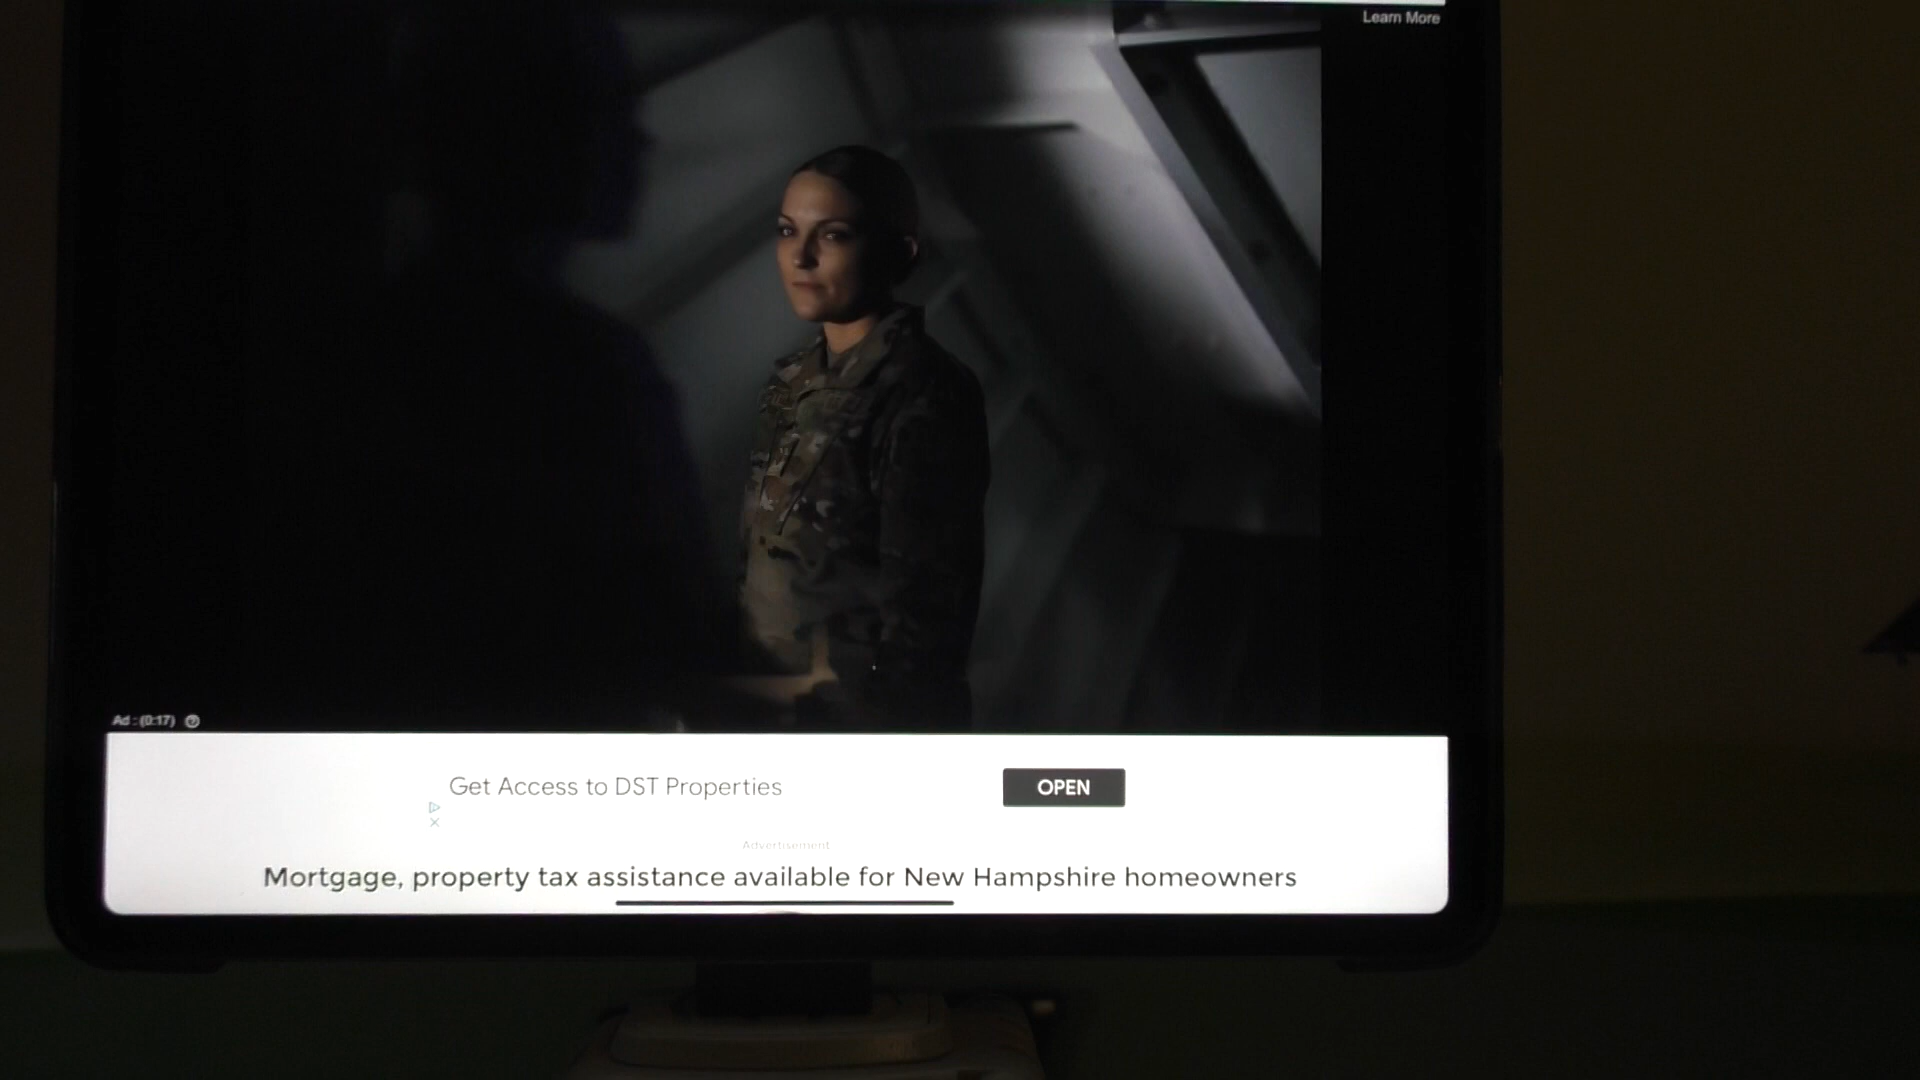 Learn More
Ad : (0:17)
Get Access to DST Properties
OPEN
Advertisement
Mortgage, property tax assistance available for New Hampshire homeowners